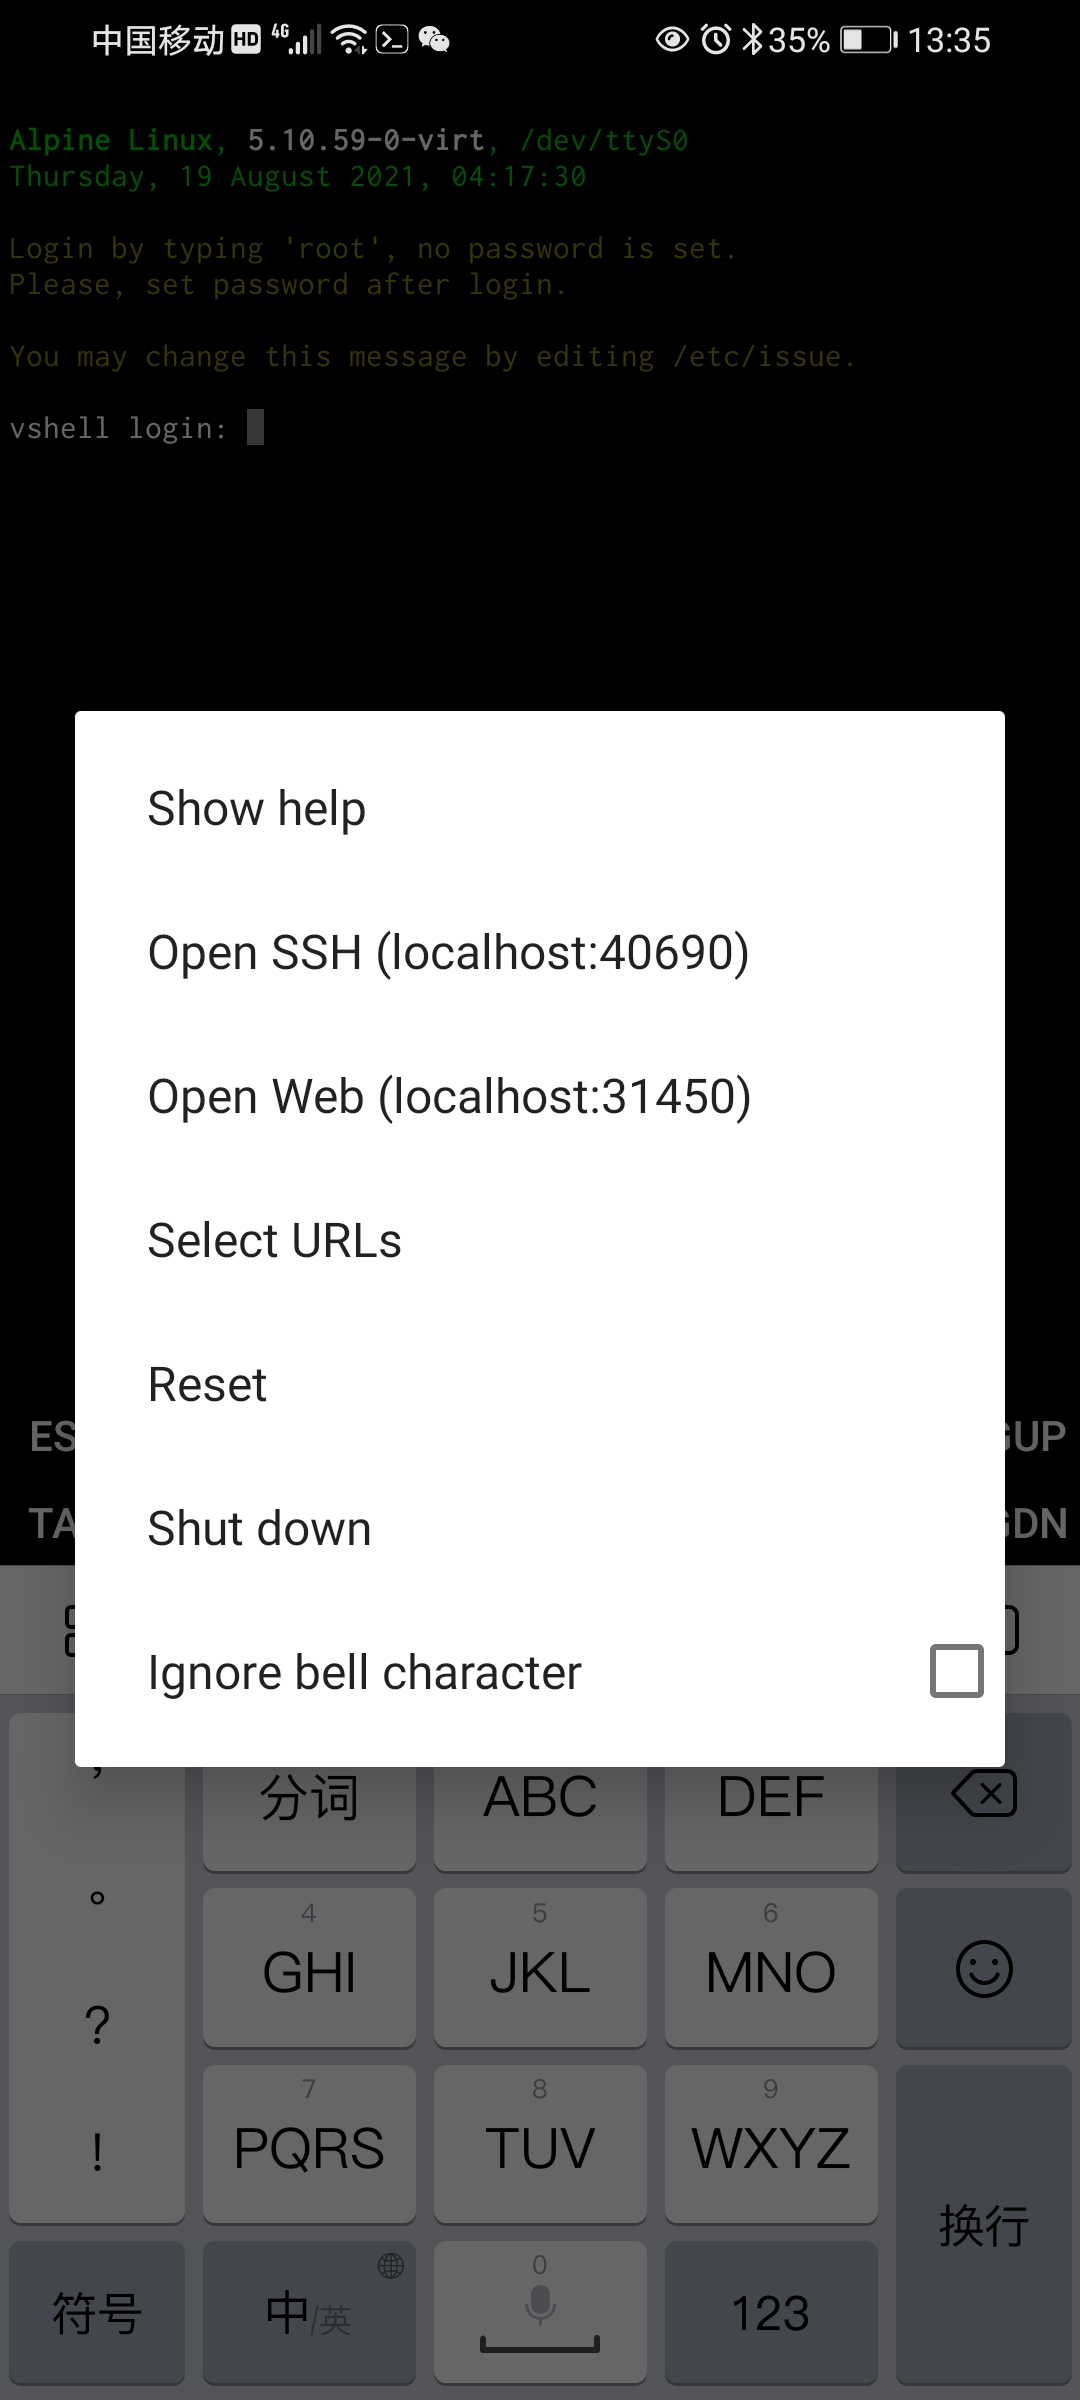 中国移动 HD 4G 35% 13:35
Alpine Linux, 5.10.59-0-virt, /dev/ttyS0
Thursday, 19 August 2021, 04:17:30
Login by typing 'root', no password is set.
Please, set password after login.
You may change this message by editing /etc/issue.
vshell login:
Show help
Open SSH (localhost:40690)
Open Web (localhost:31450)
Select URLs
Reset
Shut down
Ignore bell character
ES GUP
TA GDN
, 分词 ABC DEF
。 4 GHI 5 JKL 6 MNO
?
! 7 PQRS 8 TUV 9 WXYZ
换行
符号 中/英 0 123